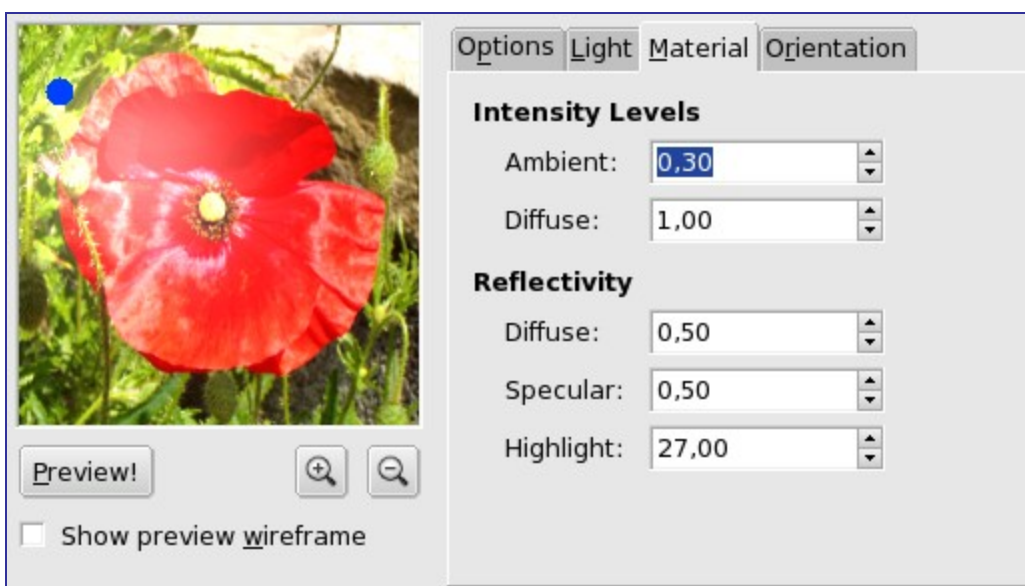 Options Light Material Orientation
Intensity Levels
Ambient: 0,30
Diffuse: 1,00
Reflectivity
Diffuse: 0,50
Specular: 0,50
Highlight: 27,00
Preview!
Show preview wireframe